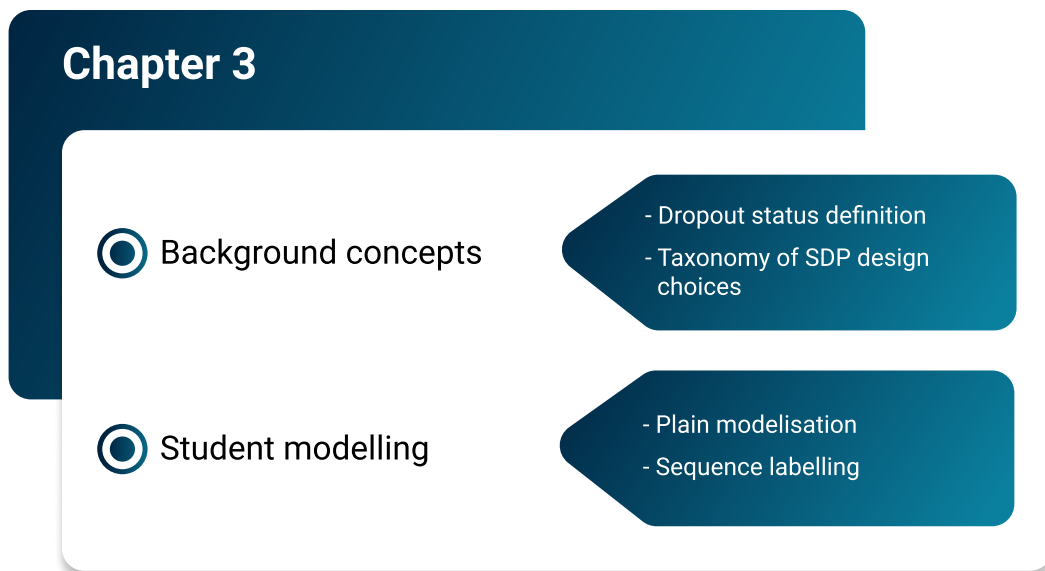 Chapter 3
Background concepts
- Dropout status definition
- Taxonomy of SDP design
choices
Student modelling
- Plain modelisation
- Sequence labelling